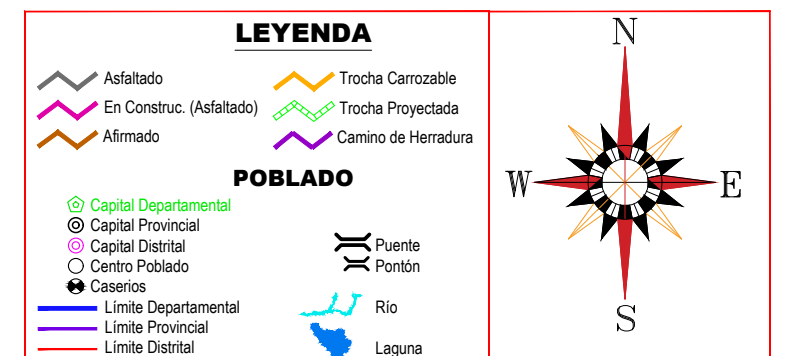 LEYENDA
Asfaltado
En Construc. (Asfaltado)
Afirmado
Trocha Carrozable
Trocha Proyectada
Camino de Herradura
POBLADO
Capital Departamental
Capital Provincial
Capital Distrital
Centro Poblado
Caserios
Límite Departamental
Límite Provincial
Límite Distrital
Puente
Pontón
Río
Laguna
N
W
E
S